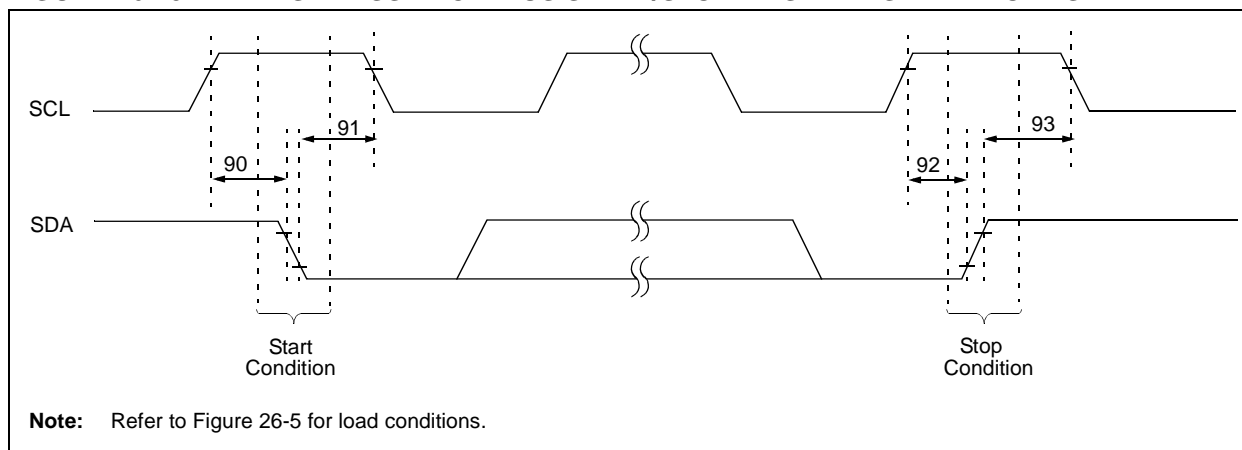 SCL
91
93
90
92
SDA
Start
Condition
Stop
Condition
Note: Refer to Figure 26-5 for load conditions.